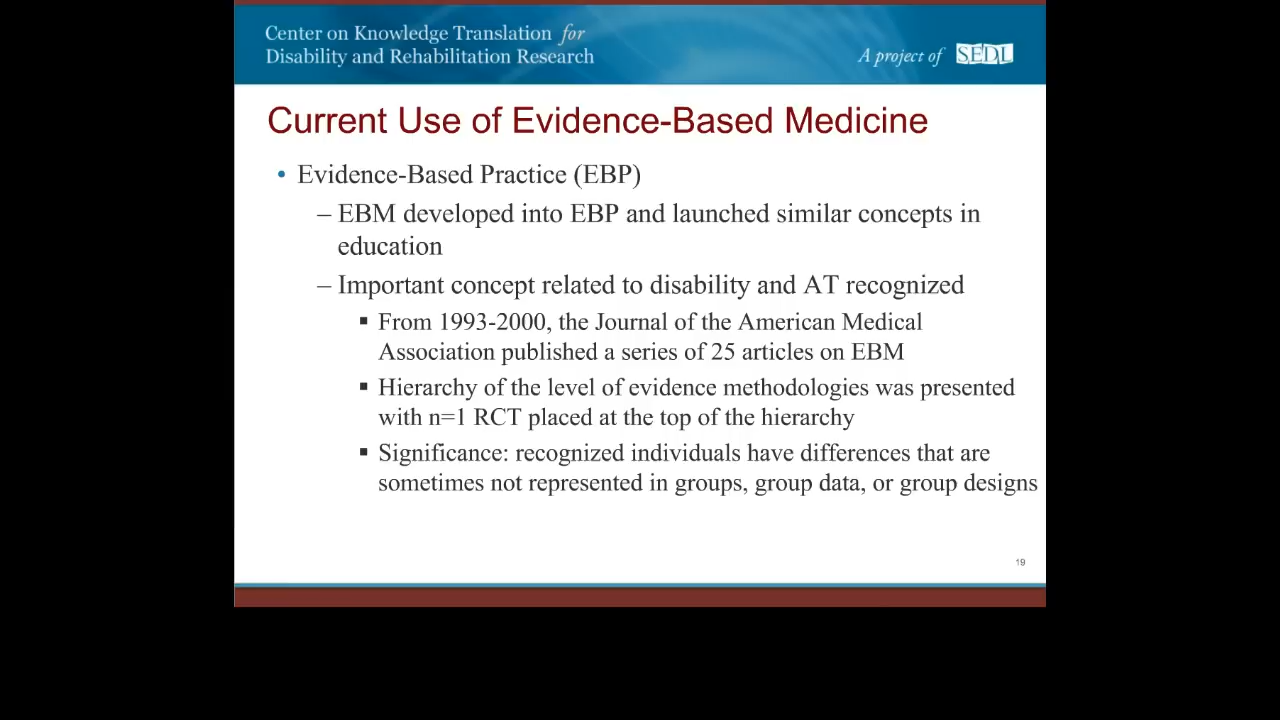 Center on Knowledge Translation for
Disability and Rehabilitation Research
A project of SEDL
Current Use of Evidence-Based Medicine
• Evidence-Based Practice (EBP)
– EBM developed into EBP and launched similar concepts in
education
– Important concept related to disability and AT recognized
▪ From 1993-2000, the Journal of the American Medical
Association published a series of 25 articles on EBM
▪ Hierarchy of the level of evidence methodologies was presented
with n=1 RCT placed at the top of the hierarchy
▪ Significance: recognized individuals have differences that are
sometimes not represented in groups, group data, or group designs
19